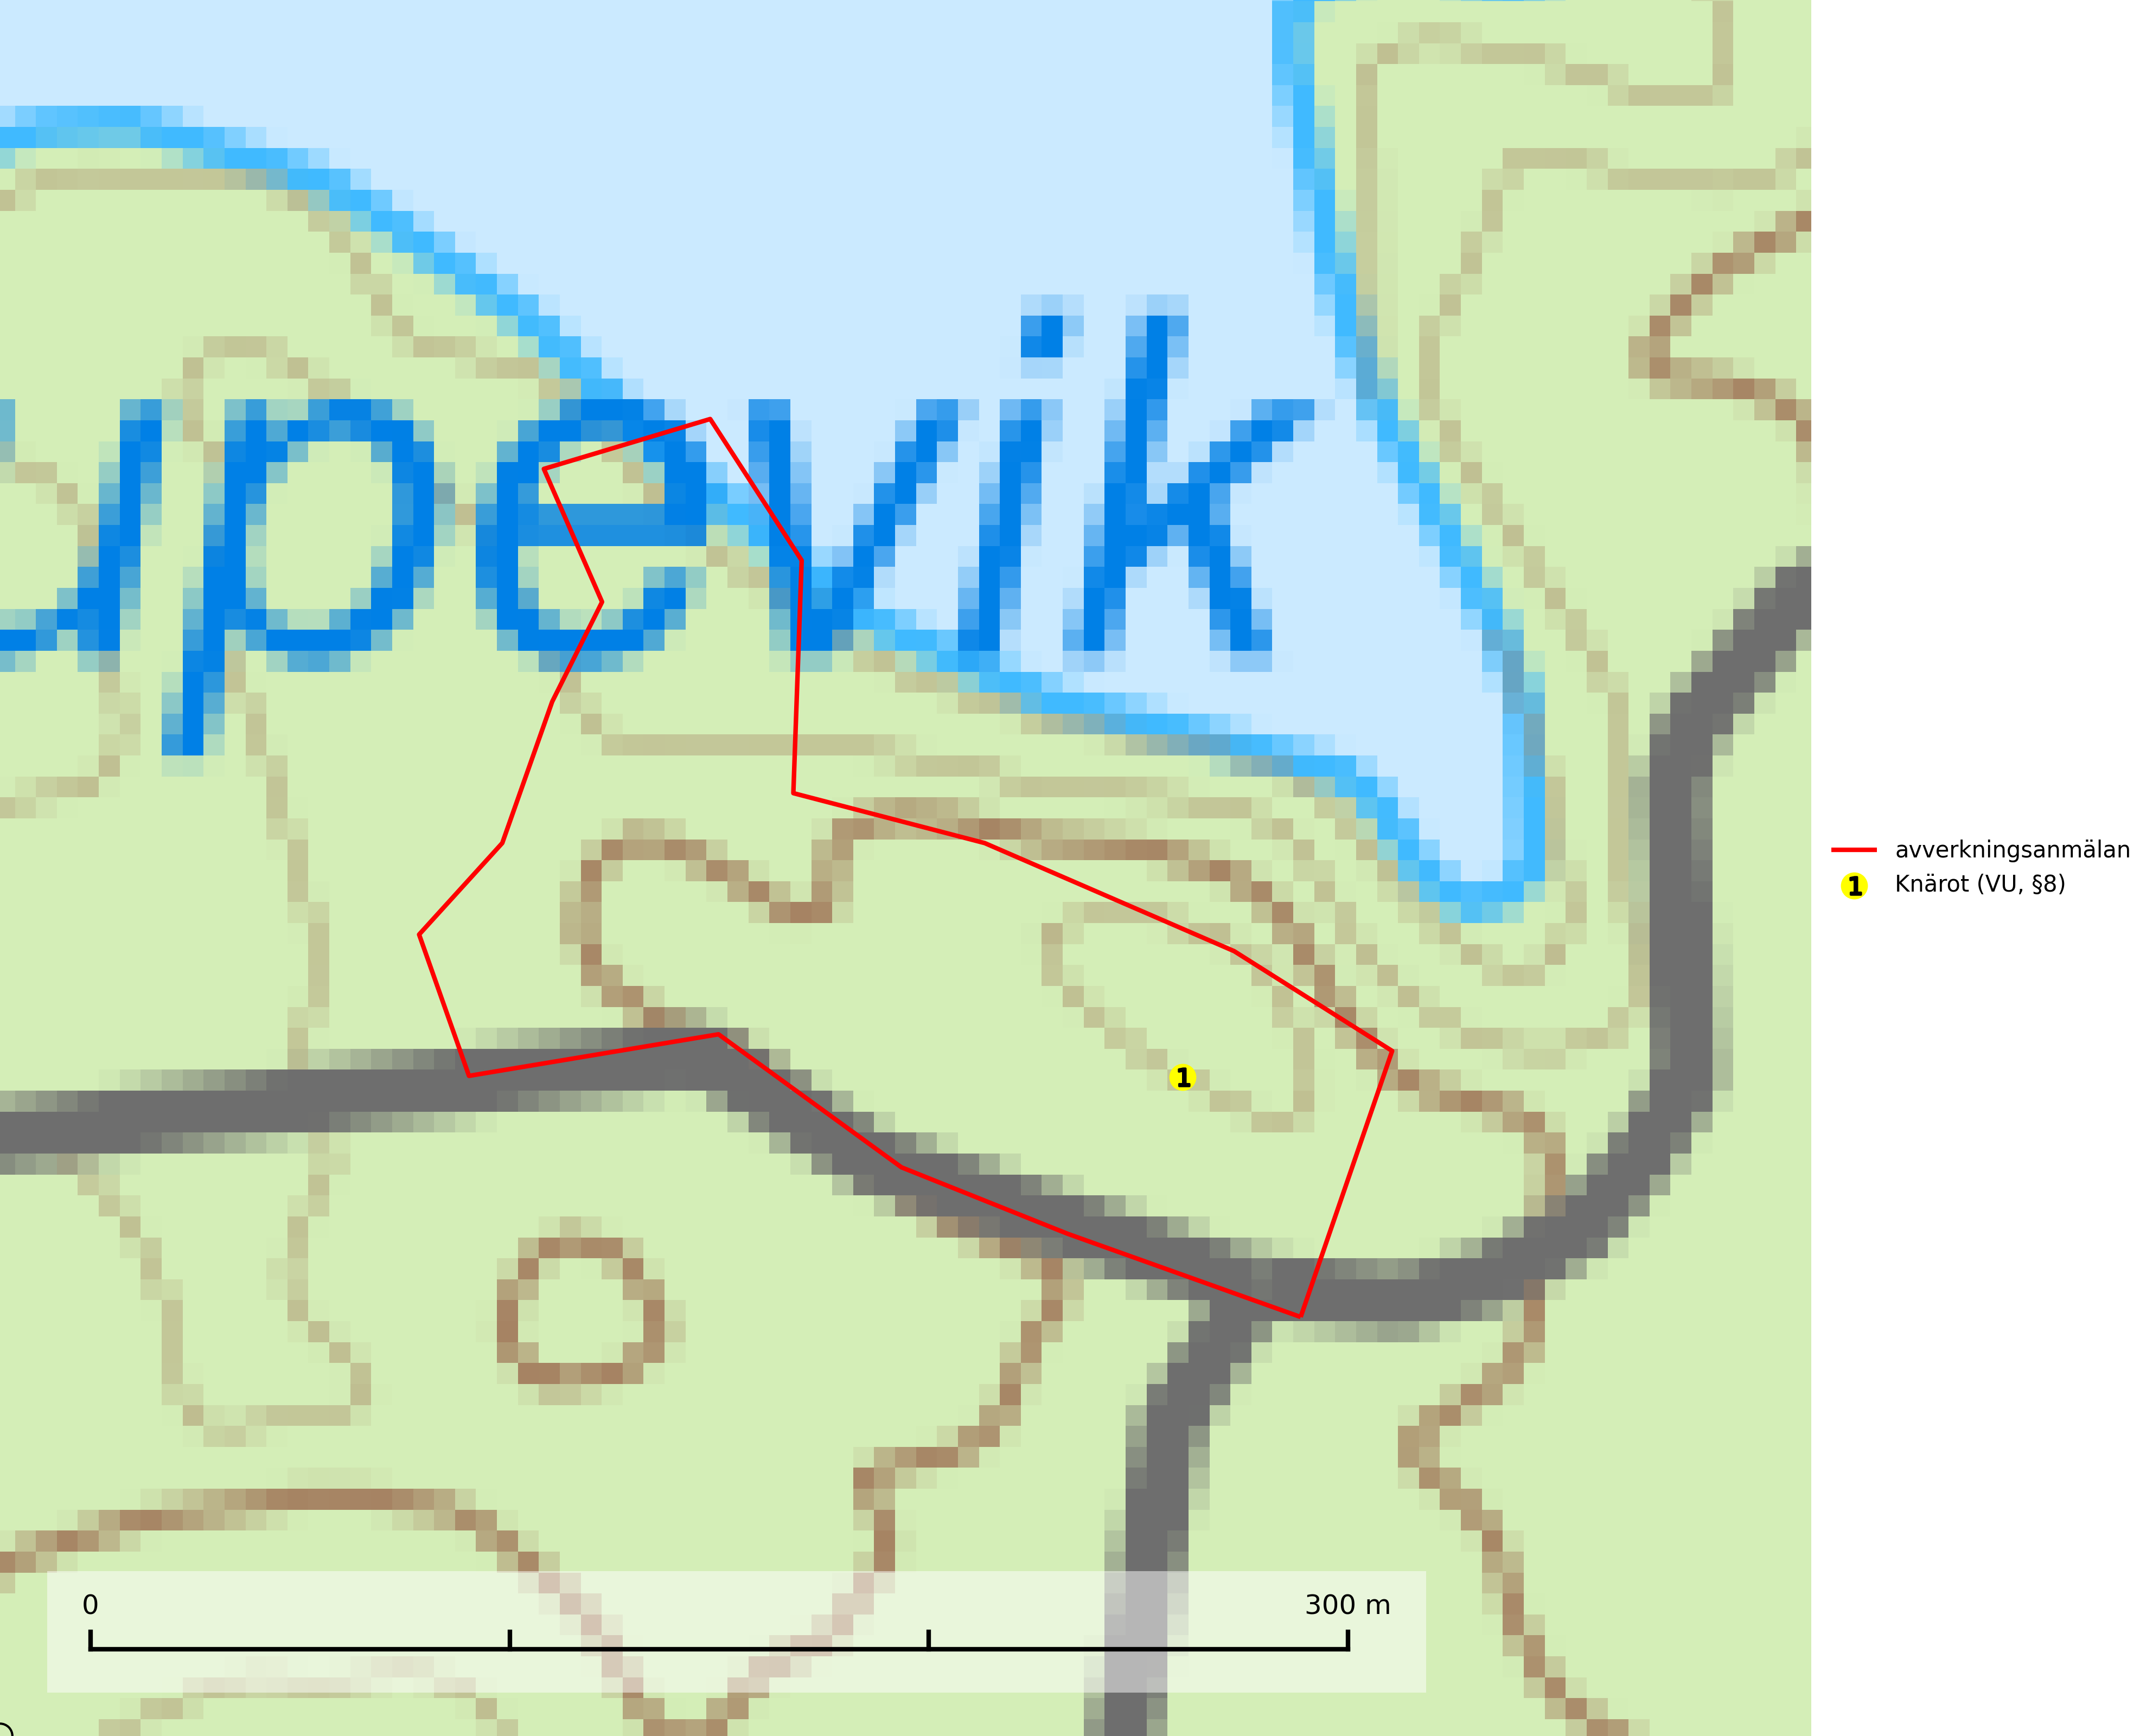 upevik
avverkningsanmälan
1 Knärot (VU, §8)
1
0 300 m